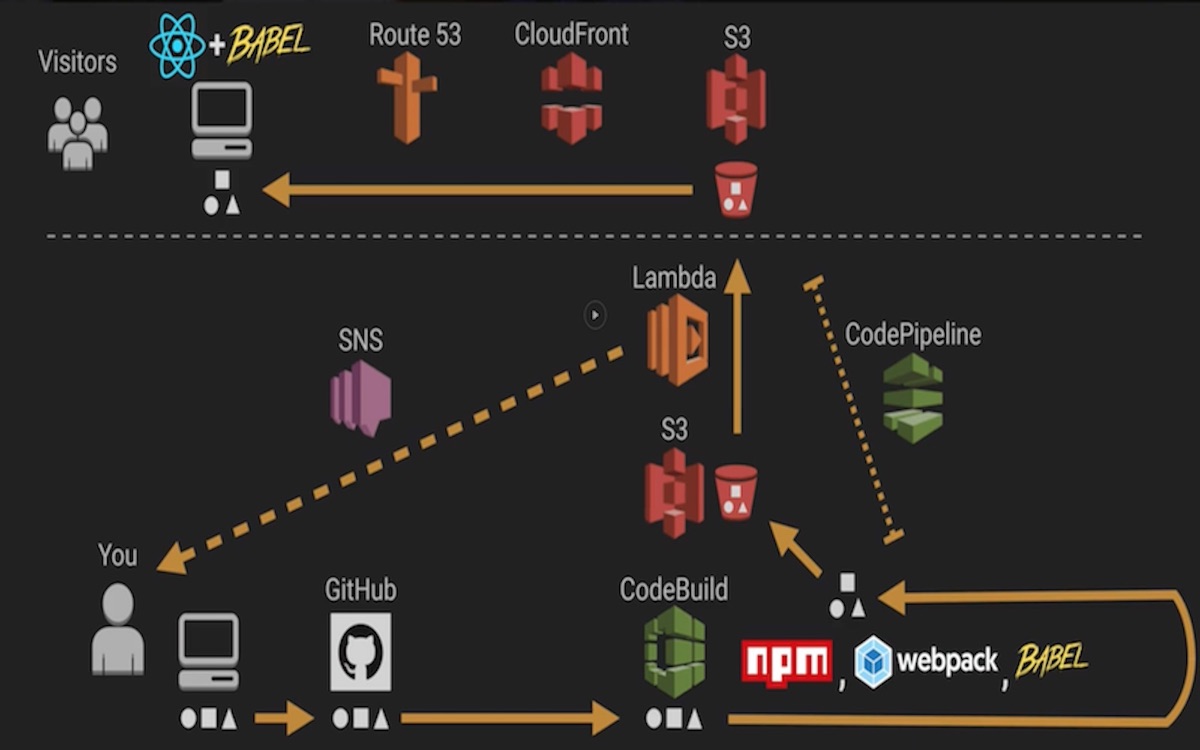 Visitors
+ BABEL
Route 53
CloudFront
S3
Lambda
SNS
CodePipeline
S3
You
GitHub
CodeBuild
npm, webpack, BABEL